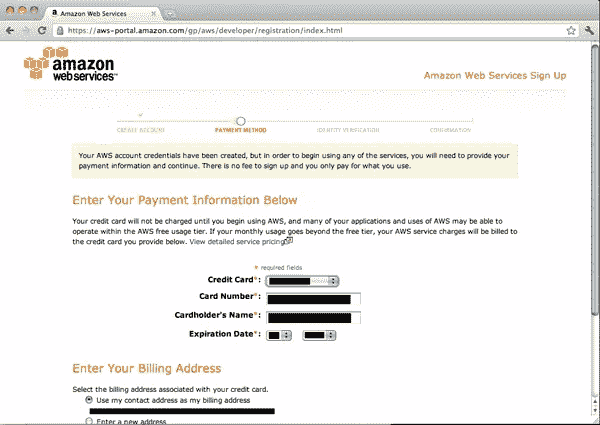 Amazon Web Services
https://aws-portal.amazon.com/gp/aws/developer/registration/index.html
amazon
webservices™
Amazon Web Services Sign Up
CREATE ACCOUNT PAYMENT METHOD IDENTITY VERIFICATION CONFIRMATION
Your AWS account credentials have been created, but in order to begin using any of the services, you will need to provide your
payment information and continue. There is no fee to sign up and you only pay for what you use.
Enter Your Payment Information Below
Your credit card will not be charged until you begin using AWS, and many of your applications and uses of AWS may be able to
operate within the AWS free usage tier. If your monthly usage goes beyond the free tier, your AWS service charges will be billed to
the credit card you provide below. View detailed service pricing
* required fields
Credit Card*:
Card Number*:
Cardholder's Name*:
Expiration Date*:
Enter Your Billing Address
Select the billing address associated with your credit card.
Use my contact address as my billing address
Enter a new address